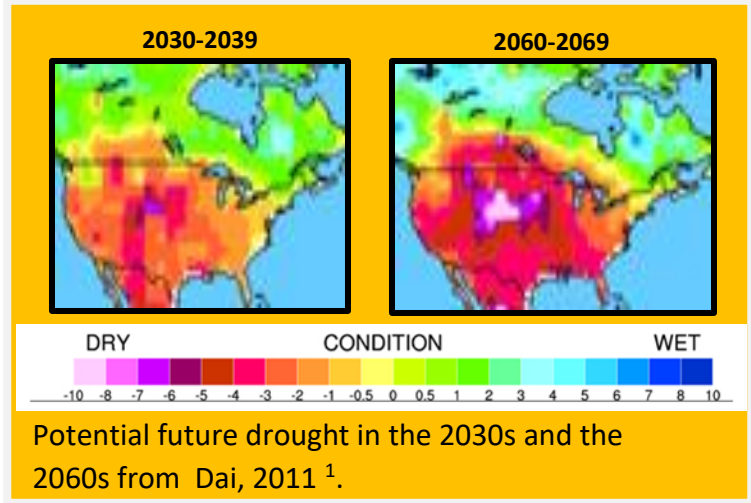 2030-2039 2060-2069
DRY CONDITION WET
-10 -8 -7 -6 -5 -4 -3 -2 -1 -0.5 0 0.5 1 2 3 4 5 6 7 8 10
Potential future drought in the 2030s and the
2060s from Dai, 2011 1.